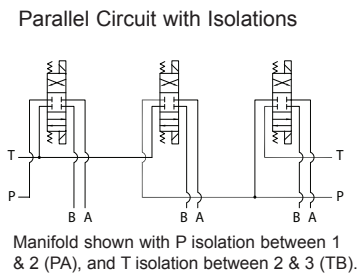 Parallel Circuit with Isolations
T T
P P
B A B A B A
Manifold shown with P isolation between 1
& 2 (PA), and T isolation between 2 & 3 (TB).